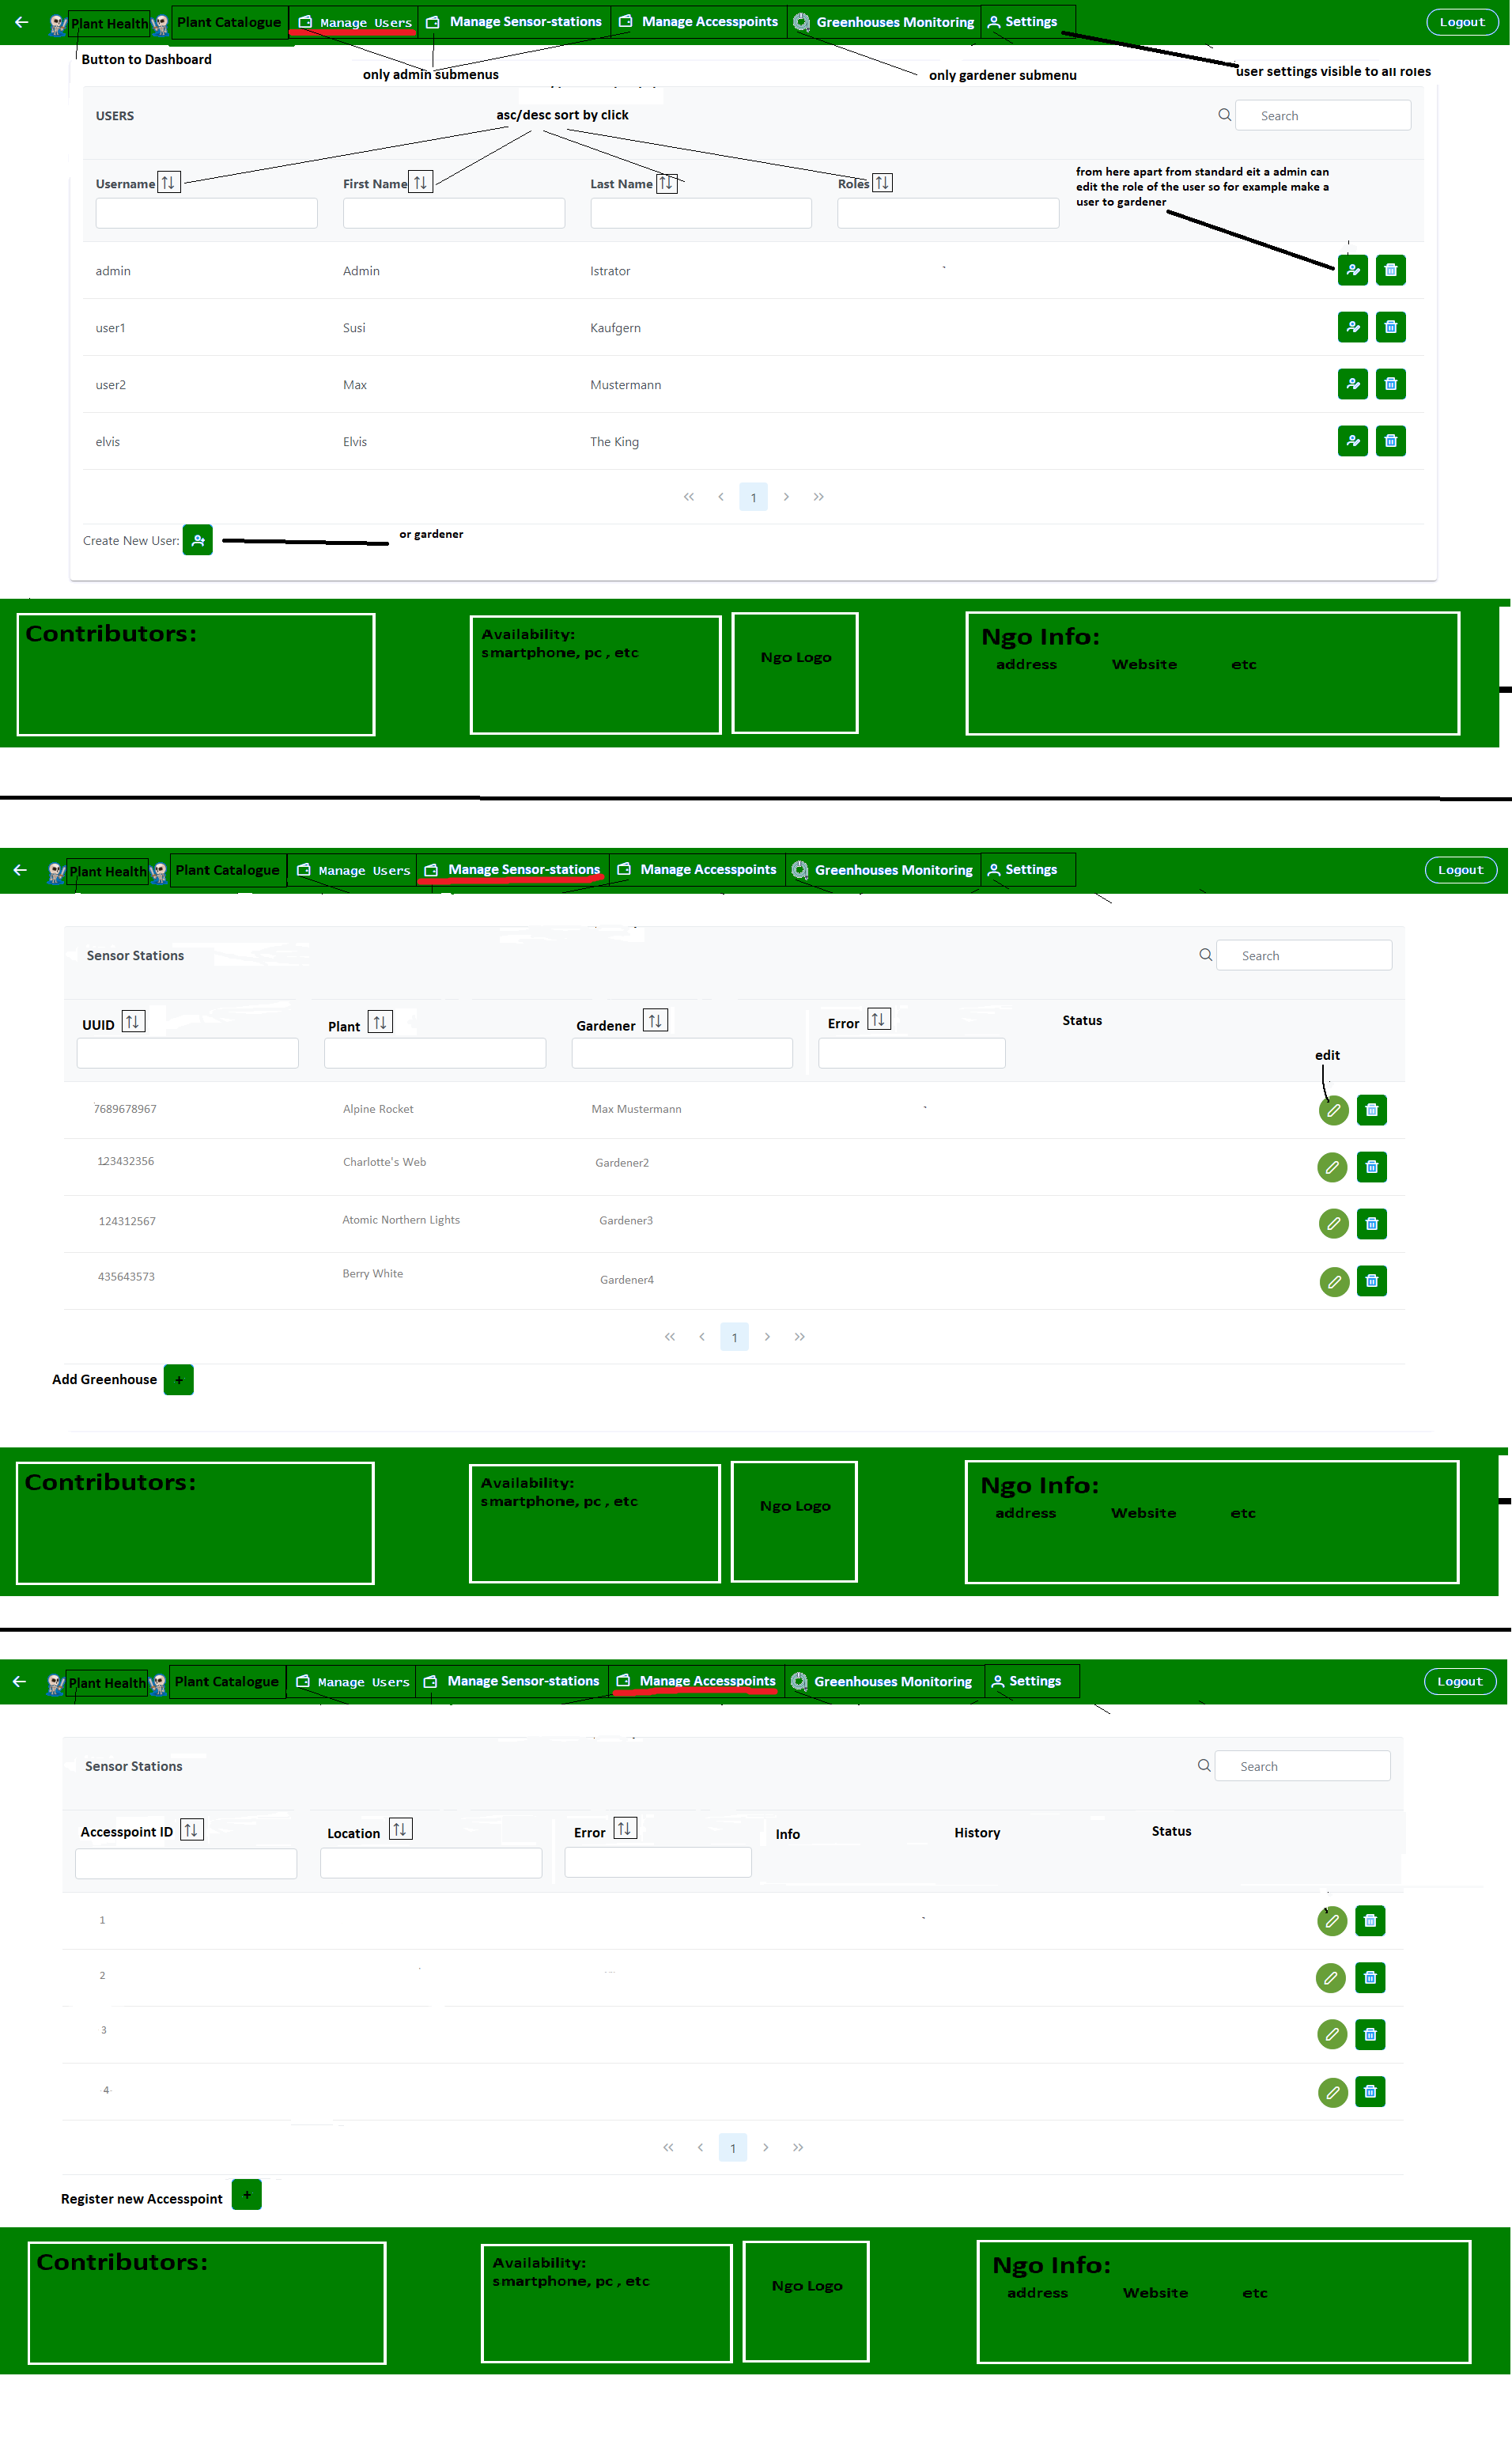 Plant Health Plant Catalogue Manage Users Manage Sensor-stations Manage Accesspoints Greenhouses Monitoring Settings Logout
Button to Dashboard
only admin submenus
only gardener submenu
user settings visible to all roles
USERS
asc/desc sort by click
Search
Username First Name Last Name Roles
from here apart from standard eit a admin can
edit the role of the user so for example make a
user to gardener
admin Admin Istrator
user1 Susi Kaufgern
user2 Max Mustermann
elvis Elvis The King
1
Create New User:
or gardener
Contributors:
Availability:
smartphone, pc , etc
Ngo Logo
Ngo Info:
address Website etc
Plant Health Plant Catalogue Manage Users Manage Sensor-stations Manage Accesspoints Greenhouses Monitoring Settings Logout
Sensor Stations
Search
UUID Plant Gardener Error Status
edit
7689678967 Alpine Rocket Max Mustermann
123432356 Charlotte's Web Gardener2
124312567 Atomic Northern Lights Gardener3
435643573 Berry White Gardener4
1
Add Greenhouse +
Contributors:
Availability:
smartphone, pc , etc
Ngo Logo
Ngo Info:
address Website etc
Plant Health Plant Catalogue Manage Users Manage Sensor-stations Manage Accesspoints Greenhouses Monitoring Settings Logout
Sensor Stations
Search
Accesspoint ID Location Error Info History Status
1
2
3
4
1
Register new Accesspoint +
Contributors:
Availability:
smartphone, pc , etc
Ngo Logo
Ngo Info:
address Website etc